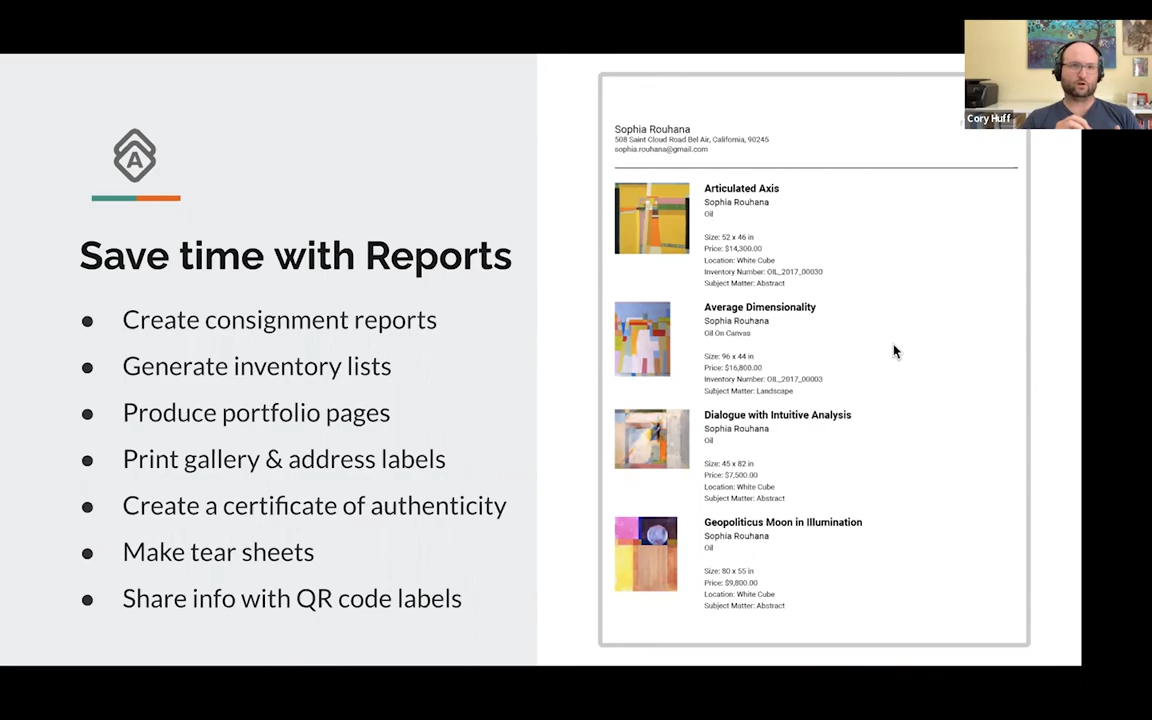 Cory Huff
A
Save time with Reports
● Create consignment reports
● Generate inventory lists
● Produce portfolio pages
● Print gallery & address labels
● Create a certificate of authenticity
● Make tear sheets
● Share info with QR code labels
Sophia Rouhana
508 Saint Cloud Road Bel Air, California, 90245
sophia.rouhana@gmail.com
Articulated Axis
Sophia Rouhana
Oil
Size: 52 x 46 in
Price: $14,300.00
Location: White Cube
Inventory Number: OIL_2017_00030
Subject Matter: Abstract
Average Dimensionality
Sophia Rouhana
Oil On Canvas
Size: 96 x 44 in
Price: $16,800.00
Inventory Number: OIL_2017_00003
Subject Matter: Landscape
Dialogue with Intuitive Analysis
Sophia Rouhana
Oil
Size: 45 x 82 in
Price: $7,500.00
Location: White Cube
Subject Matter: Abstract
Geopoliticus Moon in Illumination
Sophia Rouhana
Oil
Size: 80 x 55 in
Price: $9,800.00
Location: White Cube
Subject Matter: Abstract